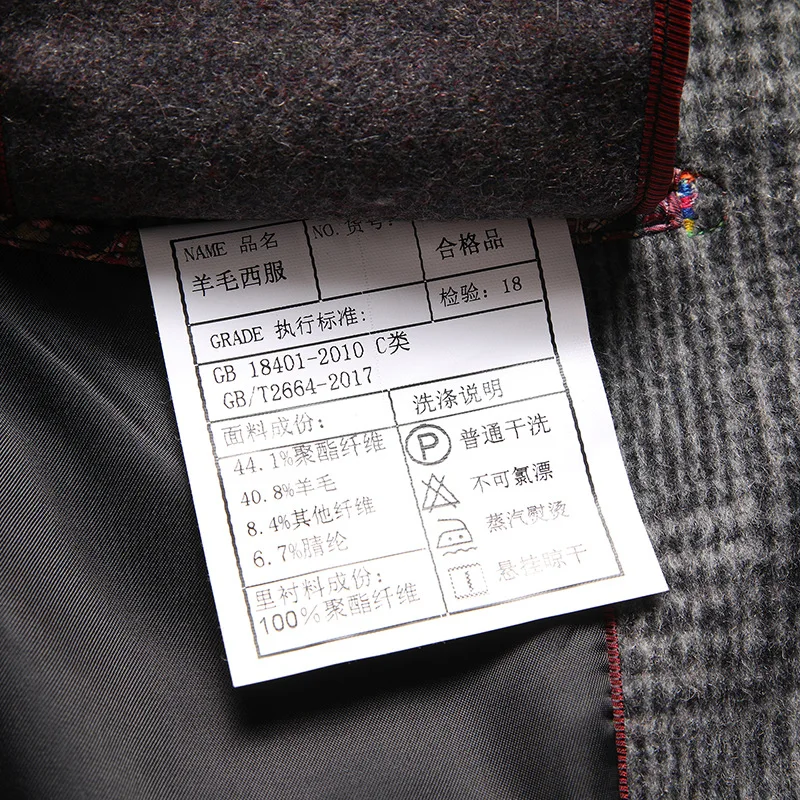 NAME 品名
羊毛西服
NO.货号:
合格品
检验: 18
GRADE 执行标准:
GB 18401-2010 C类
GB/T2664-2017
面料成份:
44.1%聚酯纤维
40.8%羊毛
8.4%其他纤维
6.7%腈纶
里衬料成份:
100%聚酯纤维
洗涤说明
P 普通干洗
不可氯漂
蒸汽熨烫
悬挂晾干